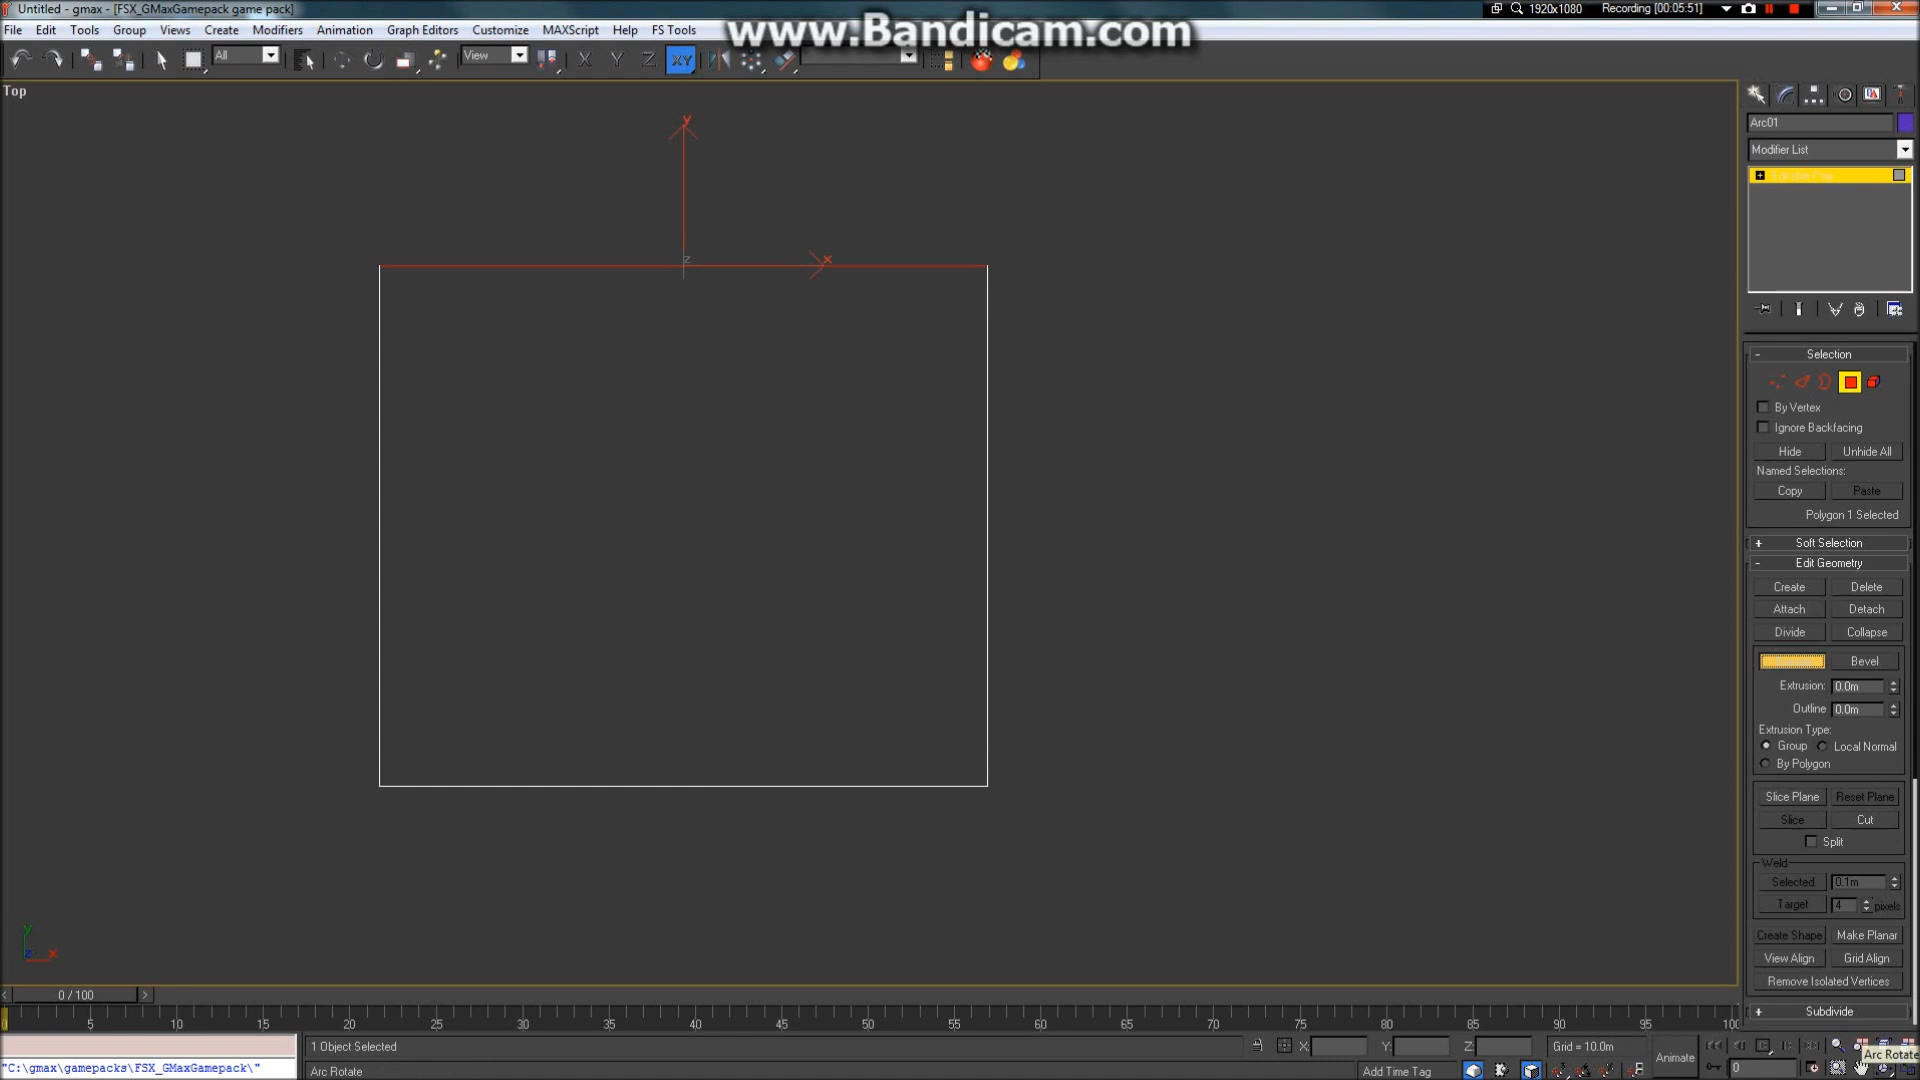 Untitled - gmax - [FSX_GMaxGamepack game pack]
1920x1080 Recording [00:05:51]
www.Bandicam.com
File Edit Tools Group Views Create Modifiers Animation Graph Editors Customize MAXScript Help FS Tools
All View X Y Z XY
Top
y
z x
Arc01
Modifier List
Selection
By Vertex
Ignore Backfacing
Hide Unhide All
Named Selections:
Copy Paste
Polygon 1 Selected
Soft Selection
Edit Geometry
Create Delete
Attach Detach
Divide Collapse
Bevel
Extrusion: 0.0m
Outline 0.0m
Extrusion Type:
Group Local Normal
By Polygon
Slice Plane Reset Plane
Slice Cut
Split
Weld
Selected 0.1m
Target 4 pixels
Create Shape Make Planar
View Align Grid Align
Remove Isolated Vertices
Subdivide
y
z x
0 / 100
0 5 10 15 20 25 30 35 40 45 50 55 60 65 70 75 80 85 90 95 100
1 Object Selected X: Y: Z: Grid = 10.0m Animate
Arc Rotate
"C:\gmax\gamepacks\FSX_GMaxGamepack\"
Arc Rotate Add Time Tag 0